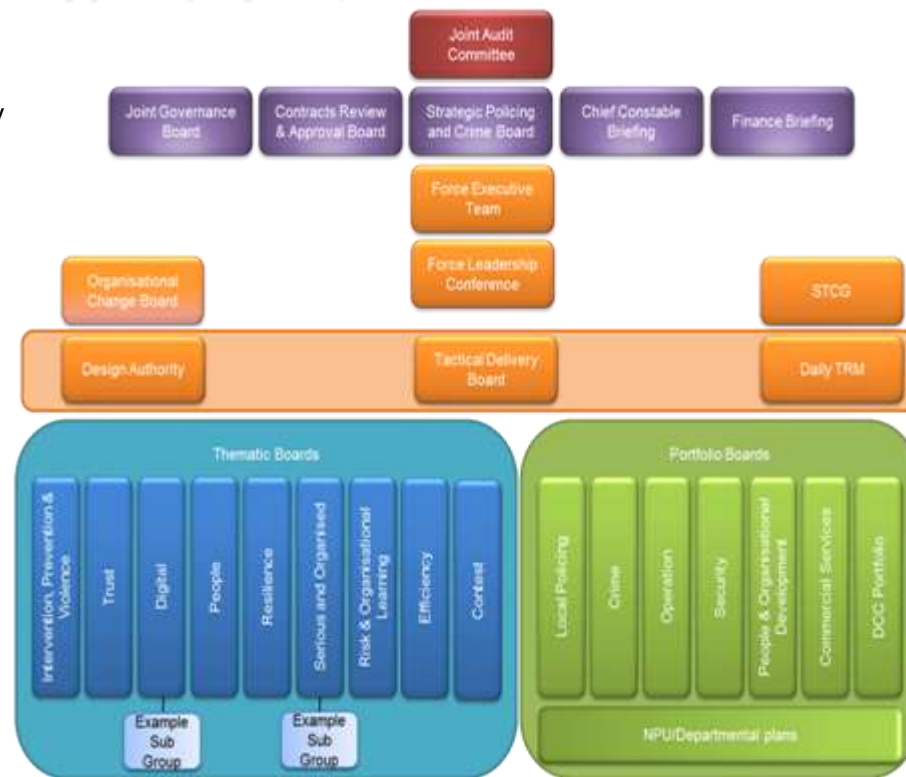 Joint Audit
Committee
Joint Governance
Board
Contracts Review
& Approval Board
Strategic Policing
and Crime Board
Chief Constable
Briefing
Finance Briefing
Force Executive
Team
Force Leadership
Conference
Organisational
Change Board
STCG
Design Authority
Tactical Delivery
Board
Daily TRM
Thematic Boards
Intervention, Prevention &
Violence
Trust
Digital
People
Resilience
Serious and Organised
Risk & Organisational
Learning
Efficiency
Contest
Example
Sub
Group
Example
Sub
Group
Portfolio Boards
Local Policing
Crime
Operation
Security
People & Organisational
Development
Commercial Services
DCC Portfolio
NPU/Departmental plans